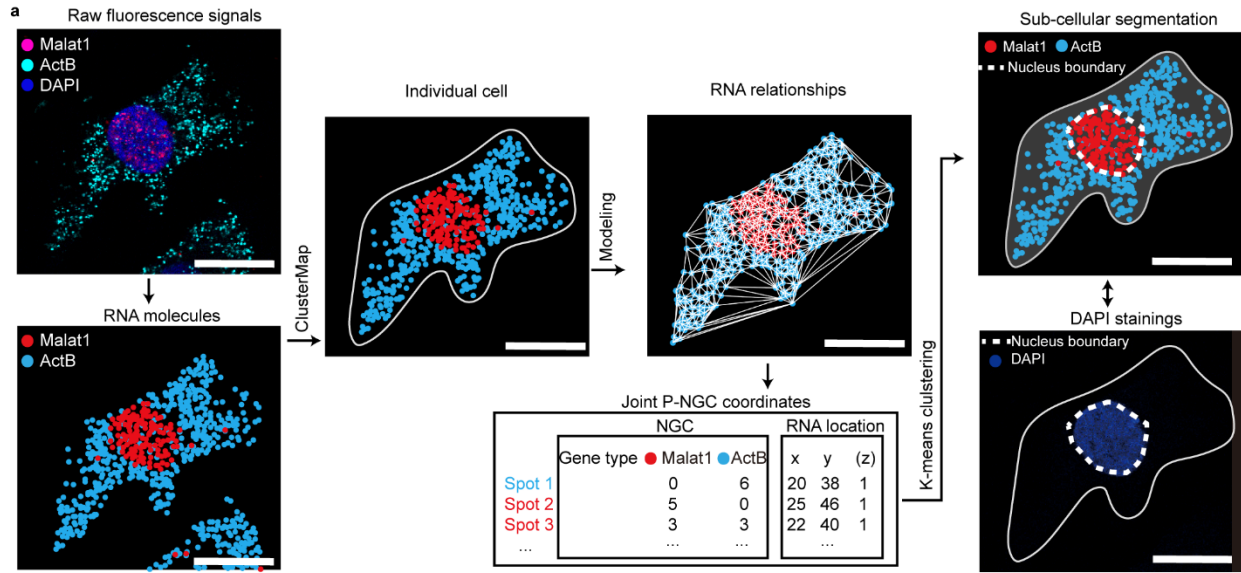 a
Raw fluorescence signals
Malat1
ActB
DAPI
RNA molecules
Malat1
ActB
ClusterMap
Individual cell
Modeling
RNA relationships
Joint P-NGC coordinates
NGC
RNA location
Gene type Malat1 ActB x y (z)
Spot 1 0 6 20 38 1
Spot 2 5 0 25 46 1
Spot 3 3 3 22 40 1
... ... ... ...
K-means clulstering
Sub-cellular segmentation
Malat1 ActB
Nucleus boundary
DAPI stainings
Nucleus boundary
DAPI